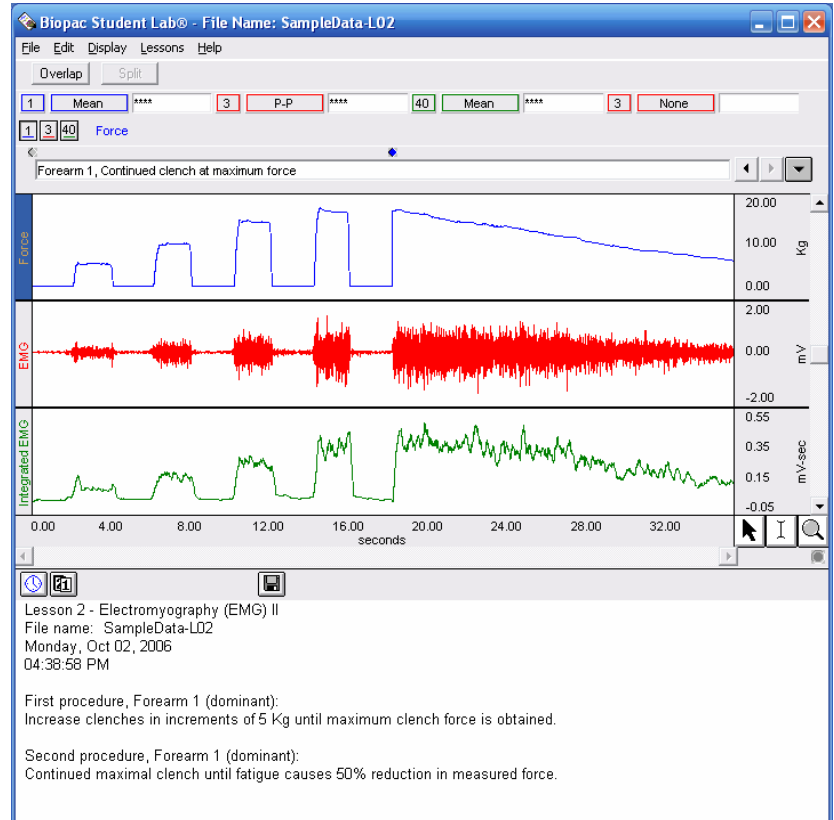 Biopac Student Lab® - File Name: SampleData-L02
File Edit Display Lessons Help
Overlap Split
1 Mean **** 3 P-P **** 40 Mean **** 3 None
1 3 40 Force
Forearm 1, Continued clench at maximum force
Force
20.00
10.00
0.00
Kg
EMG
2.00
0.00
-2.00
mV
Integrated EMG
0.55
0.35
0.15
-0.05
mV-sec
0.00 4.00 8.00 12.00 16.00 20.00 24.00 28.00 32.00
seconds
Lesson 2 - Electromyography (EMG) II
File name: SampleData-L02
Monday, Oct 02, 2006
04:38:58 PM
First procedure, Forearm 1 (dominant):
Increase clenches in increments of 5 Kg until maximum clench force is obtained.
Second procedure, Forearm 1 (dominant):
Continued maximal clench until fatigue causes 50% reduction in measured force.